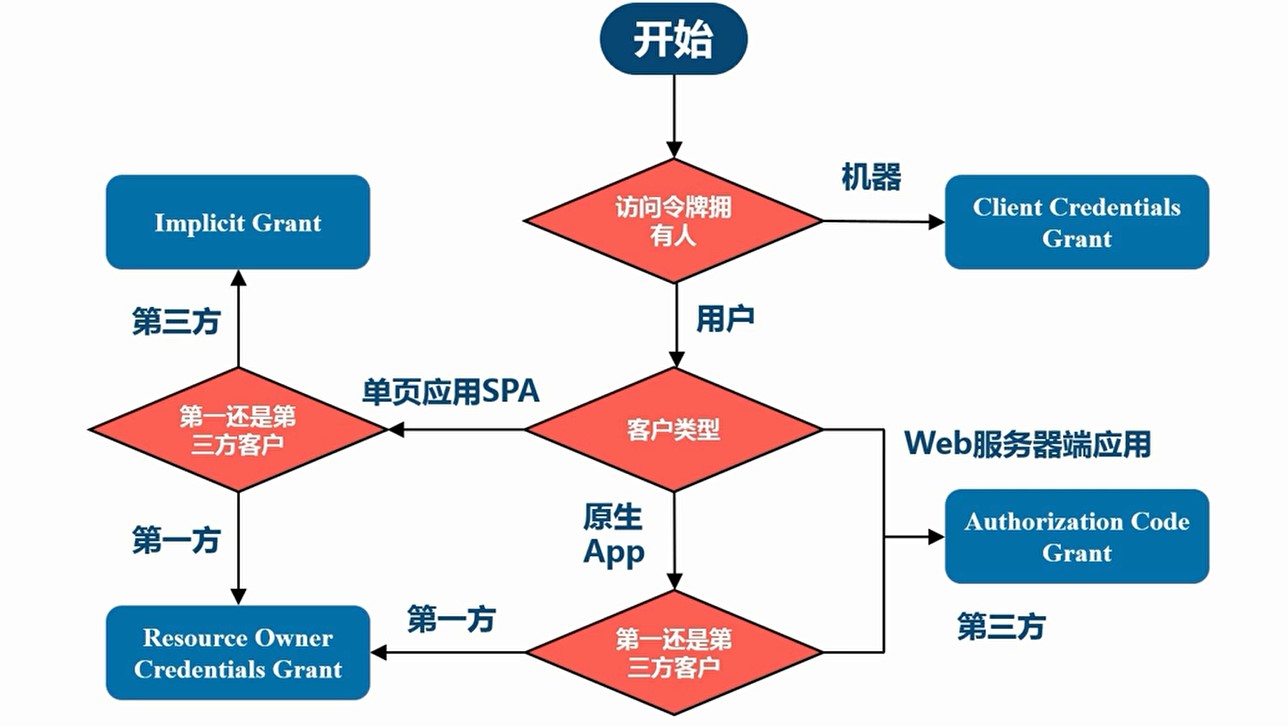 开始
访问令牌拥
有人
机器
Client Credentials
Grant
用户
Implicit Grant
第三方
第一还是第
三方客户
单页应用SPA
客户类型
Web服务器端应用
Authorization Code
Grant
第三方
原生
App
第一方
第一方
第一还是第
三方客户
Resource Owner
Credentials Grant